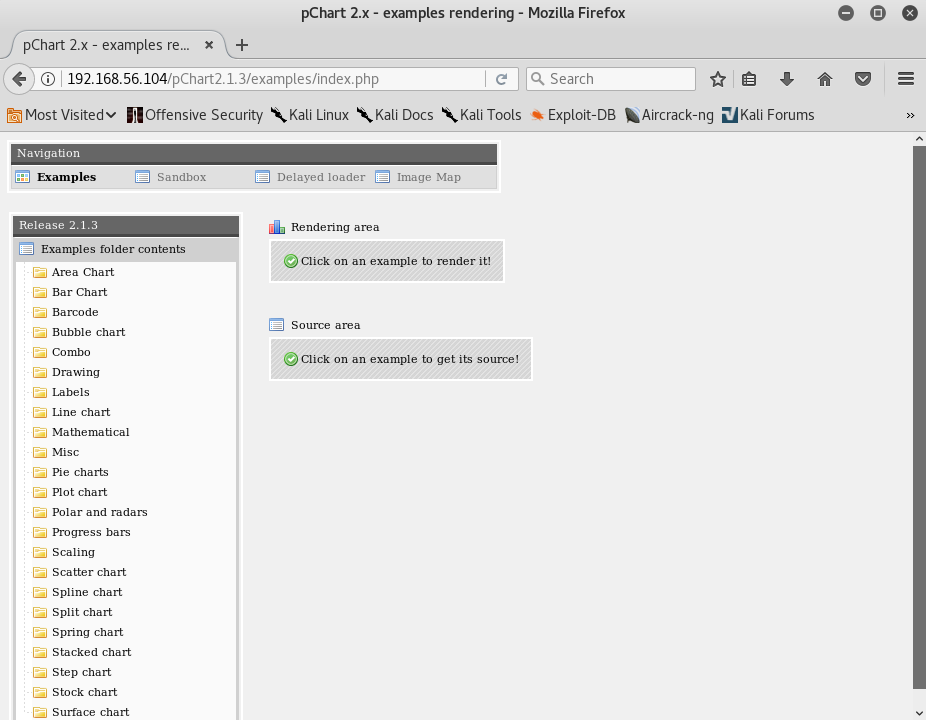 pChart 2.x - examples rendering - Mozilla Firefox
pChart 2.x - examples re...
192.168.56.104/pChart2.1.3/examples/index.php
Search
Most Visited Offensive Security Kali Linux Kali Docs Kali Tools Exploit-DB Aircrack-ng Kali Forums
Navigation
Examples Sandbox Delayed loader Image Map
Release 2.1.3
Examples folder contents
Area Chart
Bar Chart
Barcode
Bubble chart
Combo
Drawing
Labels
Line chart
Mathematical
Misc
Pie charts
Plot chart
Polar and radars
Progress bars
Scaling
Scatter chart
Spline chart
Split chart
Spring chart
Stacked chart
Step chart
Stock chart
Surface chart
Rendering area
Click on an example to render it!
Source area
Click on an example to get its source!